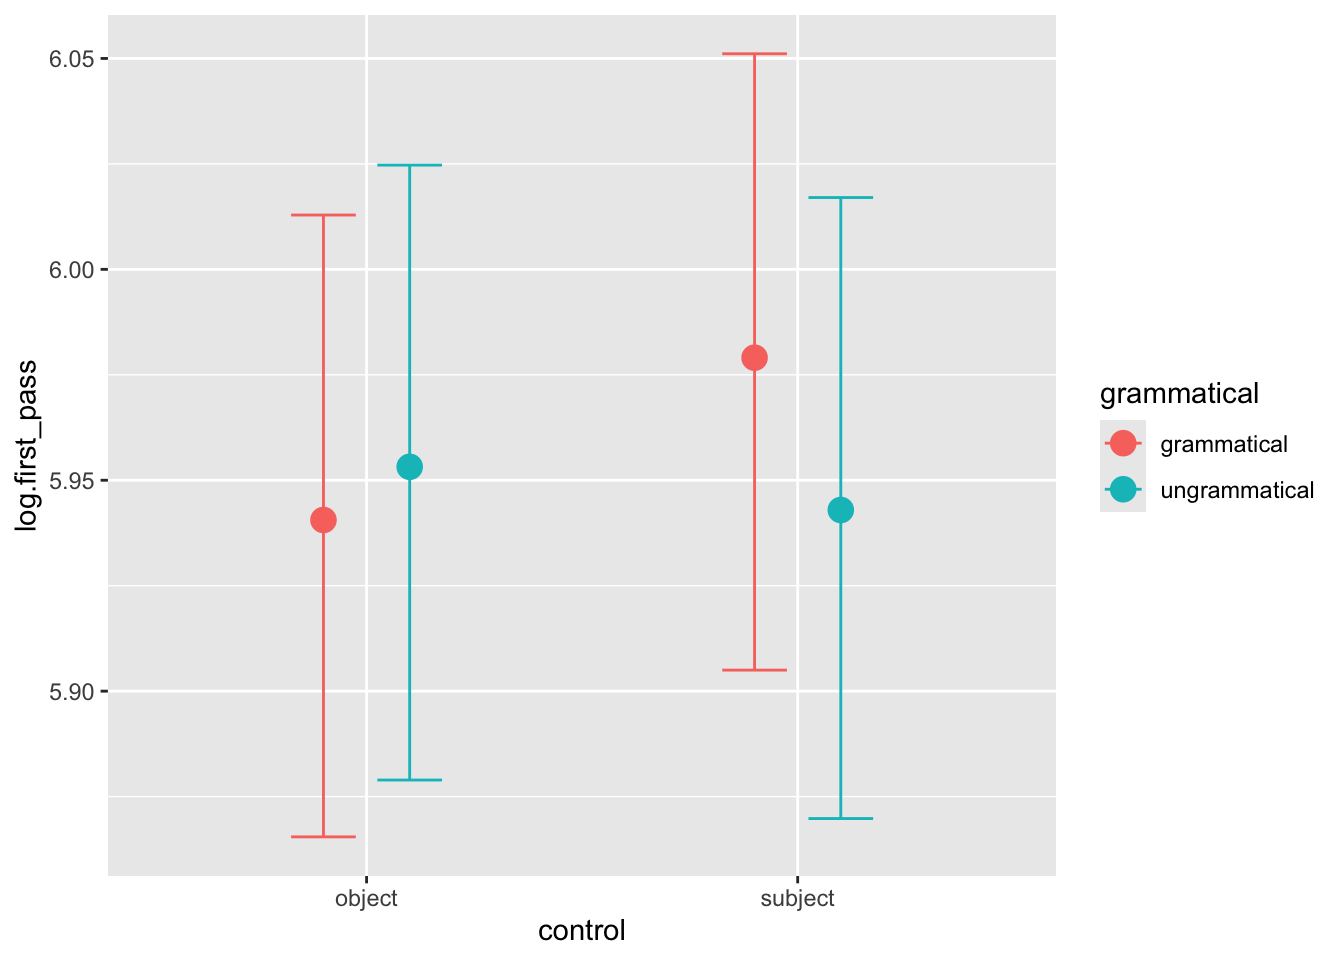 log.first_pass
6.05
6.00
5.95
5.90
object
subject
control
grammatical
grammatical
ungrammatical